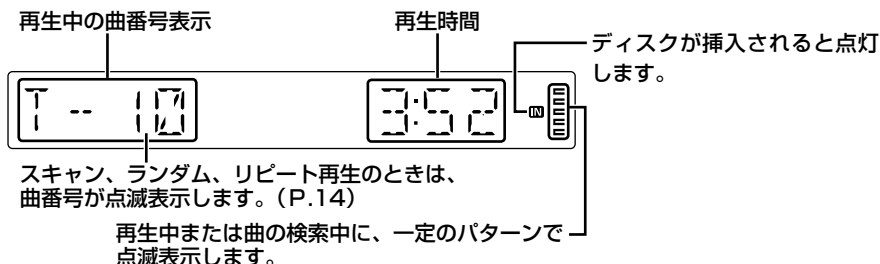 再生中の曲番号表示
再生時間
ディスクが挿入されると点灯
します。
T -- 10
3:52
IN
スキャン、ランダム、リピート再生のときは、
曲番号が点滅表示します。(P.14)
再生中または曲の検索中に、一定のパターンで
点滅表示します。